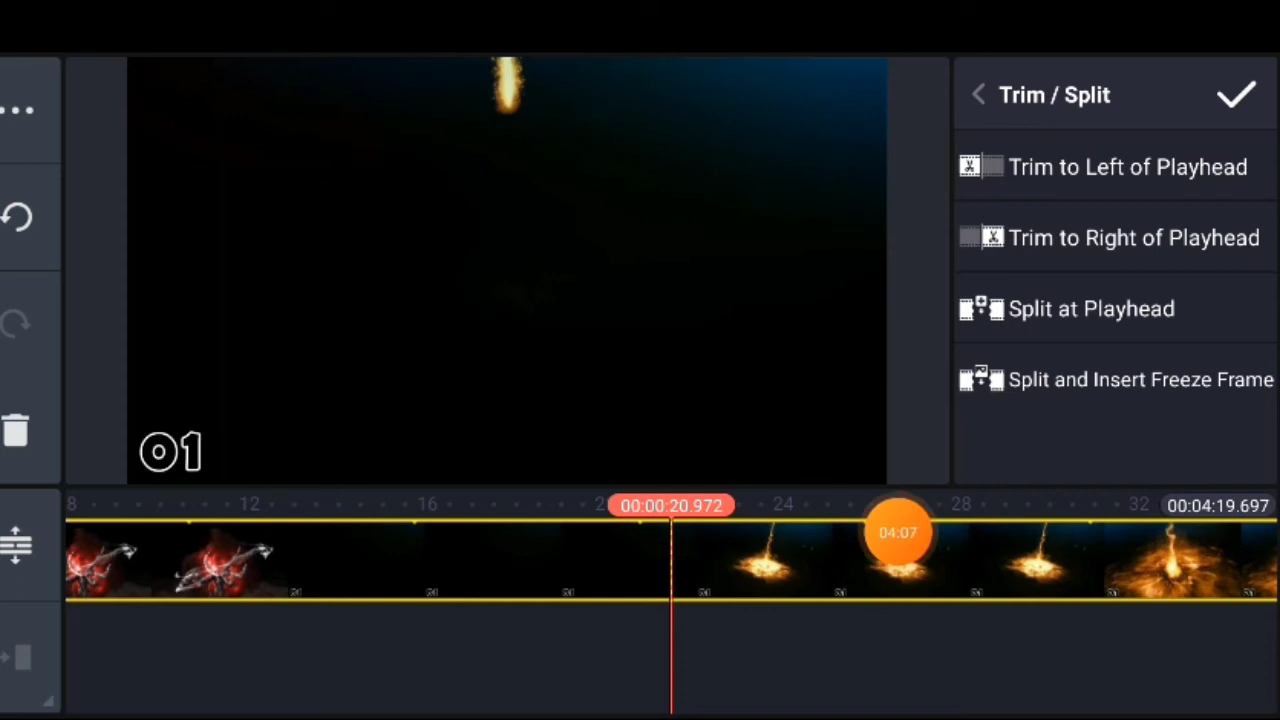 Trim / Split
Trim to Left of Playhead
Trim to Right of Playhead
Split at Playhead
Split and Insert Freeze Frame
01
8 12 16 2 00:00:20.972 24 28 32 00:04:19.697
04:07